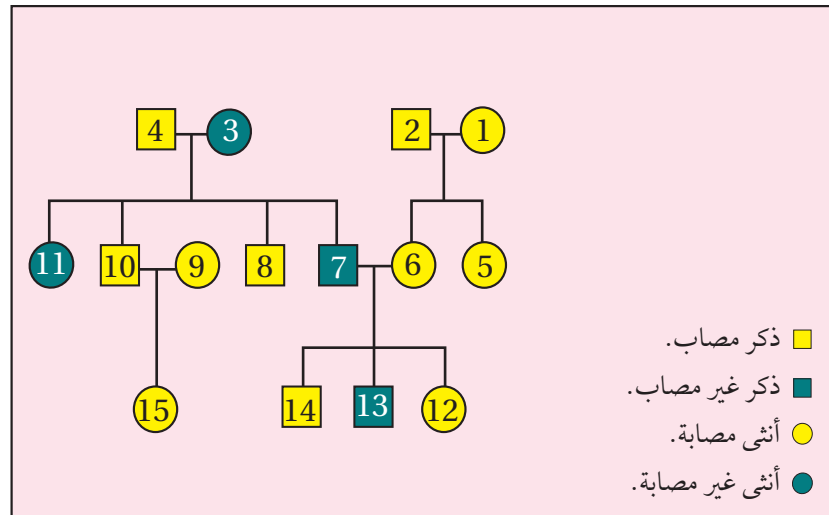 4 3 2 1
11 10 9 8 7 6 5
15 14 13 12
ذكر مصاب.
ذكر غير مصاب.
أنثى مصابة.
أنثى غير مصابة.